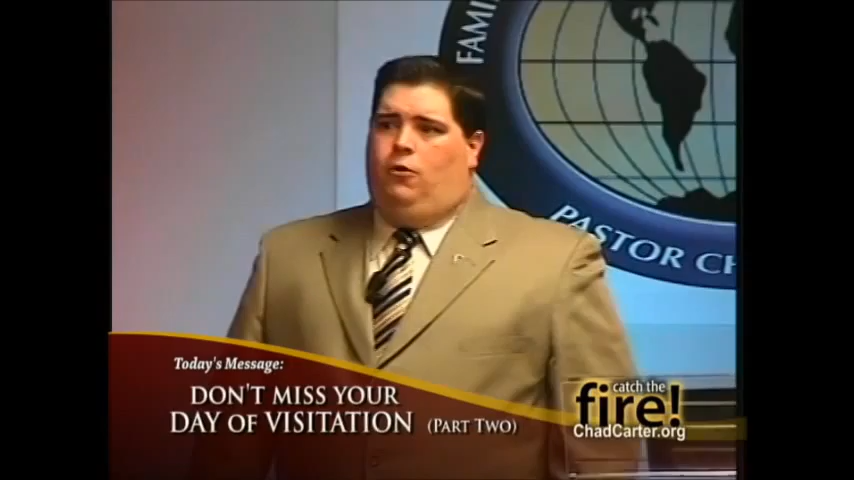 FAMI
PASTOR CH
Today's Message:
DON'T MISS YOUR
DAY OF VISITATION (PART TWO)
catch the
fire!
ChadCarter.org